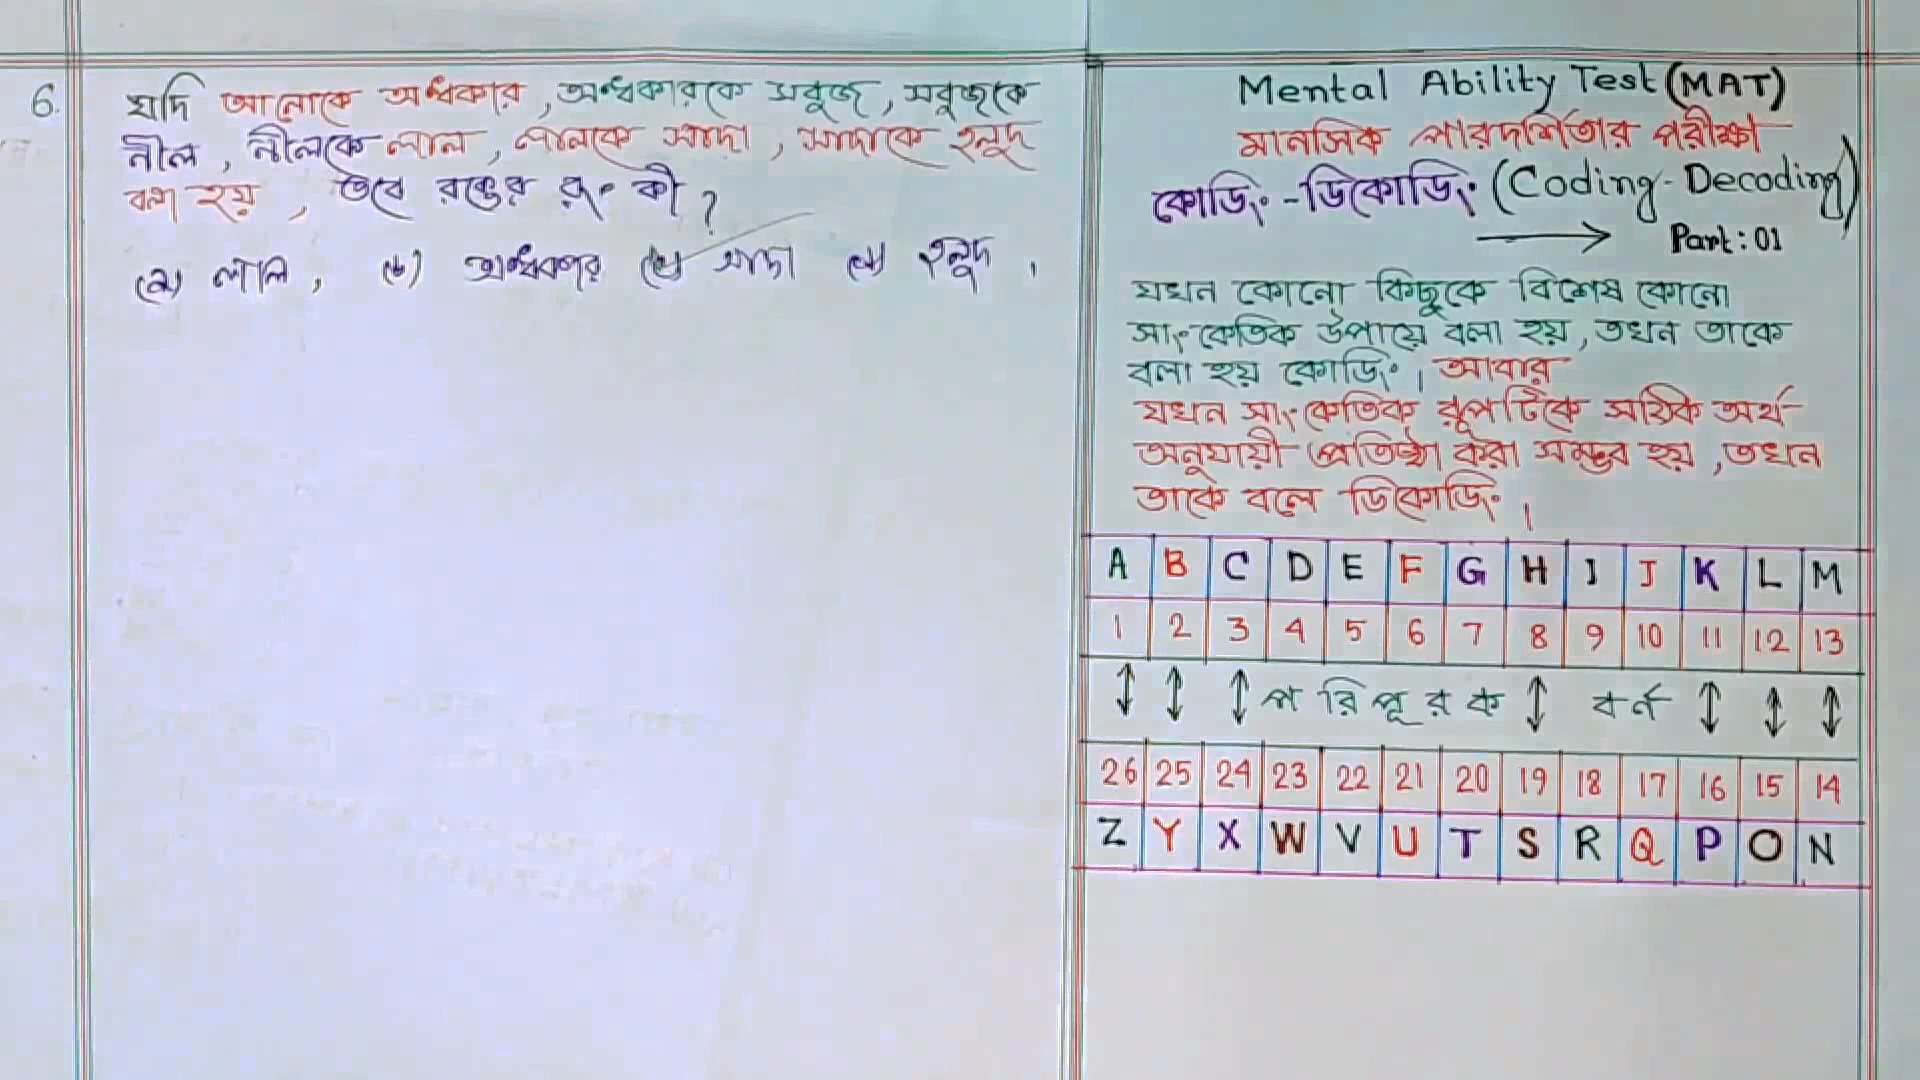 6. যদি আলোকে অন্ধকার, অন্ধকারকে সবুজ, সবুজকে
নীল, নীলকে লাল, লালকে সাদা, সাদাকে হলুদ
বলা হয়, তবে রক্তের রং কী?
(a) লাল, (b) অন্ধকার (c) সাদা (d) হলুদ।
Mental Ability Test (MAT)
মানসিক পারদর্শিতার পরীক্ষা
কোডিং-ডিকোডিং (Coding-Decoding)
Part: 01
যখন কোনো কিছুকে বিশেষ কোনো
সাংকেতিক উপায়ে বলা হয়, তখন তাকে
বলা হয় কোডিং। আবার
যখন সাংকেতিক রূপটিকে সঠিক অর্থ
অনুযায়ী প্রতিষ্ঠা করা সম্ভব হয়, তখন
তাকে বলে ডিকোডিং।
A B C D E F G H I J K L M
1 2 3 4 5 6 7 8 9 10 11 12 13
↕ ↕ ↕ পরিপূরক ↕ বর্ন ↕ ↕ ↕
26 25 24 23 22 21 20 19 18 17 16 15 14
Z Y X W V U T S R Q P O N